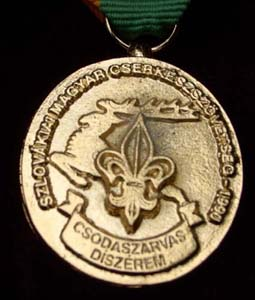 SZLOVÁKIAI MAGYAR CSERKÉSZSZÖVETSÉG - 1990
CSODASZARVAS
DÍSZÉREM